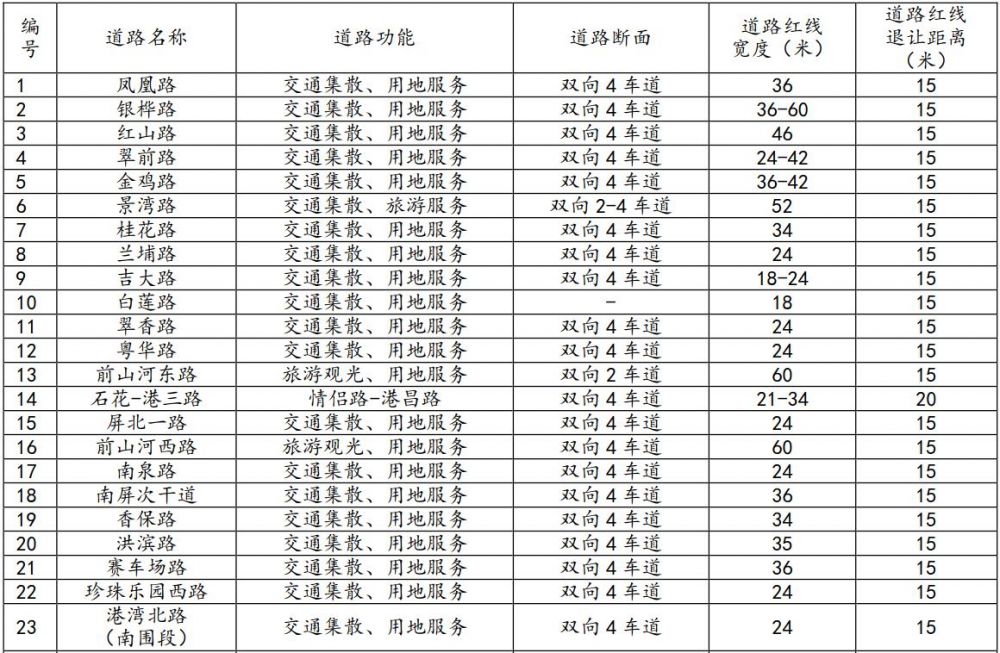 编号 道路名称 道路功能 道路断面 道路红线宽度（米） 道路红线退让距离（米）
1 凤凰路 交通集散、用地服务 双向4车道 36 15
2 银桦路 交通集散、用地服务 双向4车道 36-60 15
3 红山路 交通集散、用地服务 双向4车道 46 15
4 翠前路 交通集散、用地服务 双向4车道 24-42 15
5 金鸡路 交通集散、用地服务 双向4车道 36-42 15
6 景湾路 交通集散、旅游服务 双向2-4车道 52 15
7 桂花路 交通集散、用地服务 双向4车道 34 15
8 兰埔路 交通集散、用地服务 双向4车道 24 15
9 吉大路 交通集散、用地服务 双向4车道 18-24 15
10 白莲路 交通集散、用地服务 - 18 15
11 翠香路 交通集散、用地服务 双向4车道 24 15
12 粤华路 交通集散、用地服务 双向4车道 24 15
13 前山河东路 旅游观光、用地服务 双向2车道 60 15
14 石花-港三路 情侣路-港昌路 双向4车道 21-34 20
15 屏北一路 交通集散、用地服务 双向4车道 24 15
16 前山河西路 旅游观光、用地服务 双向4车道 60 15
17 南泉路 交通集散、用地服务 双向4车道 24 15
18 南屏次干道 交通集散、用地服务 双向4车道 36 15
19 香保路 交通集散、用地服务 双向4车道 34 15
20 洪滨路 交通集散、用地服务 双向4车道 35 15
21 赛车场路 交通集散、用地服务 双向4车道 36 15
22 珍珠乐园西路 交通集散、用地服务 双向4车道 24 15
23 港湾北路（南围段） 交通集散、用地服务 双向4车道 24 15